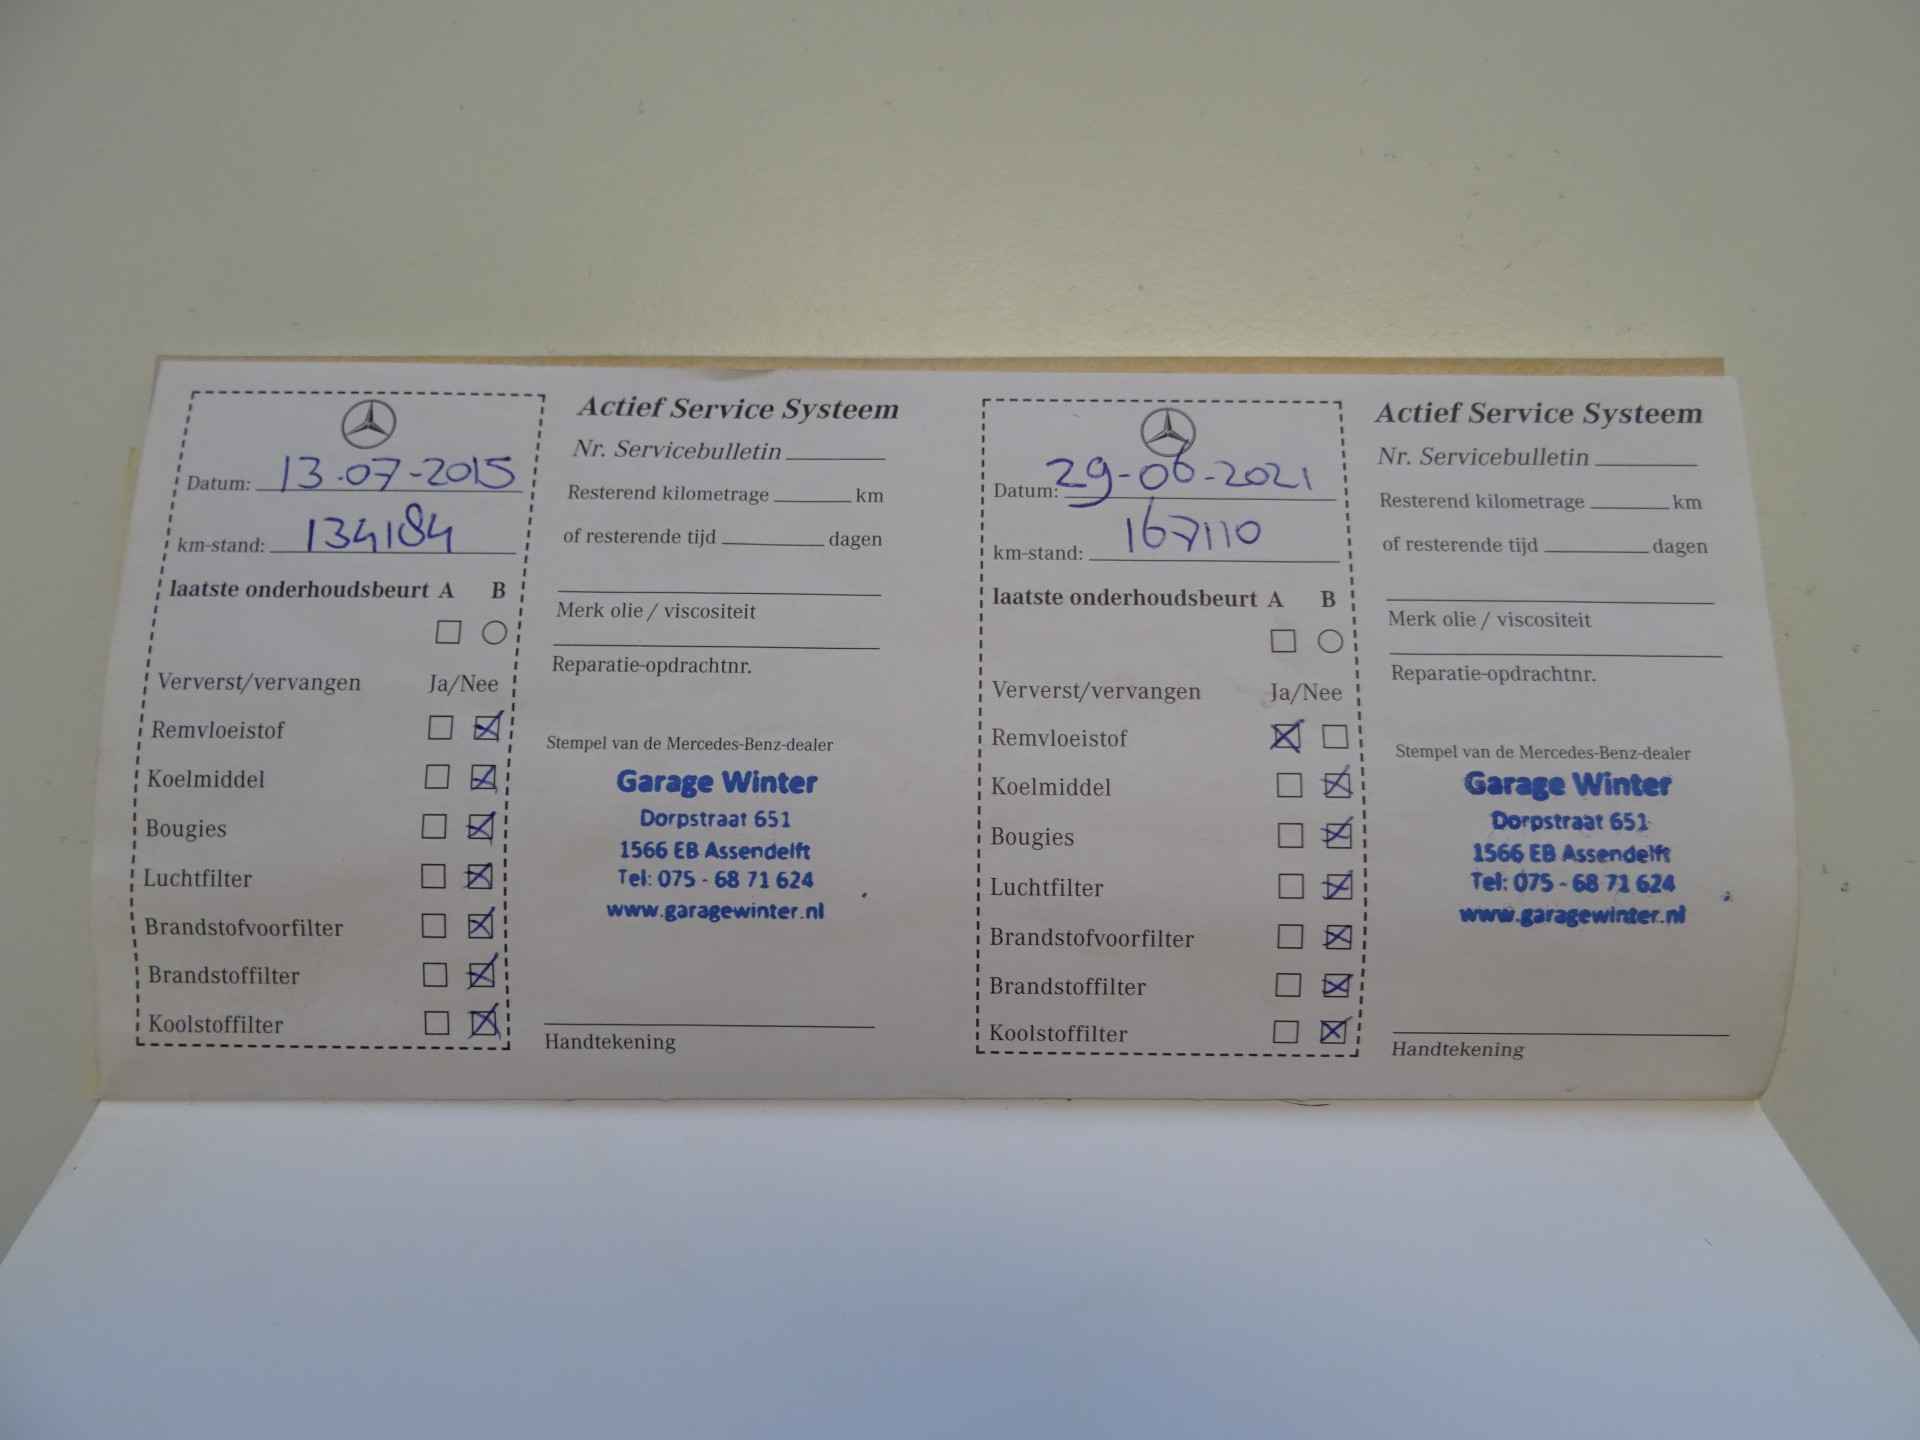 Datum: 13-07-2015
km-stand: 134184
laatste onderhoudsbeurt A B
Ververst/vervangen Ja/Nee
Remvloeistof
Koelmiddel
Bougies
Luchtfilter
Brandstofvoorfilter
Brandstoffilter
Koolstoffilter
Actief Service Systeem
Nr. Servicebulletin
Resterend kilometrage km
of resterende tijd dagen
Merk olie / viscositeit
Reparatie-opdrachtnr.
Stempel van de Mercedes-Benz-dealer
Garage Winter
Dorpstraat 651
1566 EB Assendelft
Tel: 075 - 68 71 624
www.garagewinter.nl
Handtekening
Datum: 29-06-2021
km-stand: 167110
laatste onderhoudsbeurt A B
Ververst/vervangen Ja/Nee
Remvloeistof
Koelmiddel
Bougies
Luchtfilter
Brandstofvoorfilter
Brandstoffilter
Koolstoffilter
Actief Service Systeem
Nr. Servicebulletin
Resterend kilometrage km
of resterende tijd dagen
Merk olie / viscositeit
Reparatie-opdrachtnr.
Stempel van de Mercedes-Benz-dealer
Garage Winter
Dorpstraat 651
1566 EB Assendelft
Tel: 075 - 68 71 624
www.garagewinter.nl
Handtekening